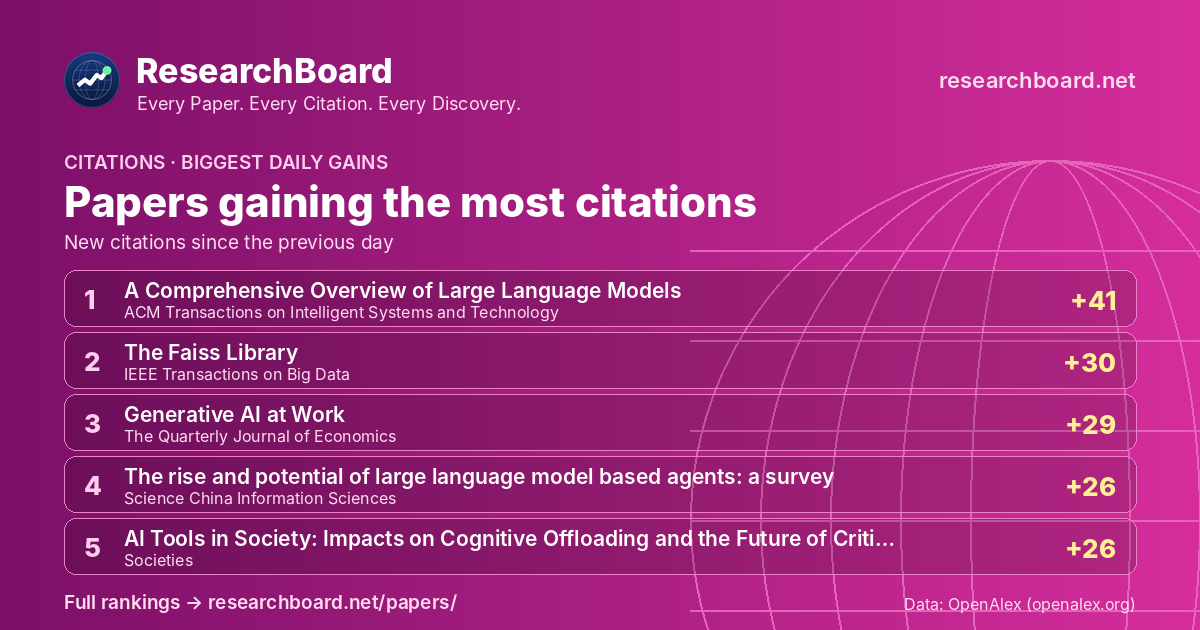 ResearchBoard
Every Paper. Every Citation. Every Discovery.
researchboard.net
CITATIONS · BIGGEST DAILY GAINS
Papers gaining the most citations
New citations since the previous day
1
A Comprehensive Overview of Large Language Models
ACM Transactions on Intelligent Systems and Technology
+41
2
The Faiss Library
IEEE Transactions on Big Data
+30
3
Generative AI at Work
The Quarterly Journal of Economics
+29
4
The rise and potential of large language model based agents: a survey
Science China Information Sciences
+26
5
AI Tools in Society: Impacts on Cognitive Offloading and the Future of Criti...
Societies
+26
Full rankings → researchboard.net/papers/
Data: OpenAlex (openalex.org)